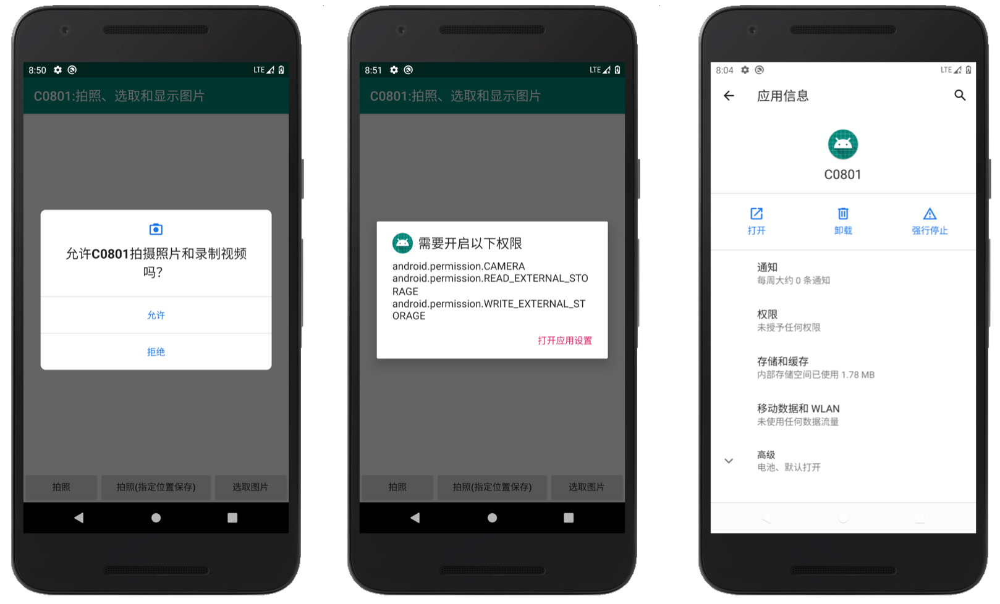 8:50
LTE
C0801:拍照、选取和显示图片
允许C0801拍摄照片和录制视频
吗?
允许
拒绝
拍照
拍照(指定位置保存)
选取图片
8:51
LTE
C0801:拍照、选取和显示图片
需要开启以下权限
android.permission.CAMERA
android.permission.READ_EXTERNAL_STO
RAGE
android.permission.WRITE_EXTERNAL_ST
ORAGE
打开应用设置
拍照
拍照(指定位置保存)
选取图片
8:04
LTE
应用信息
C0801
打开
卸载
强行停止
通知
每周大约 0 条通知
权限
未授予任何权限
存储和缓存
内部存储空间已使用 1.78 MB
移动数据和 WLAN
未使用任何数据流量
高级
电池、默认打开